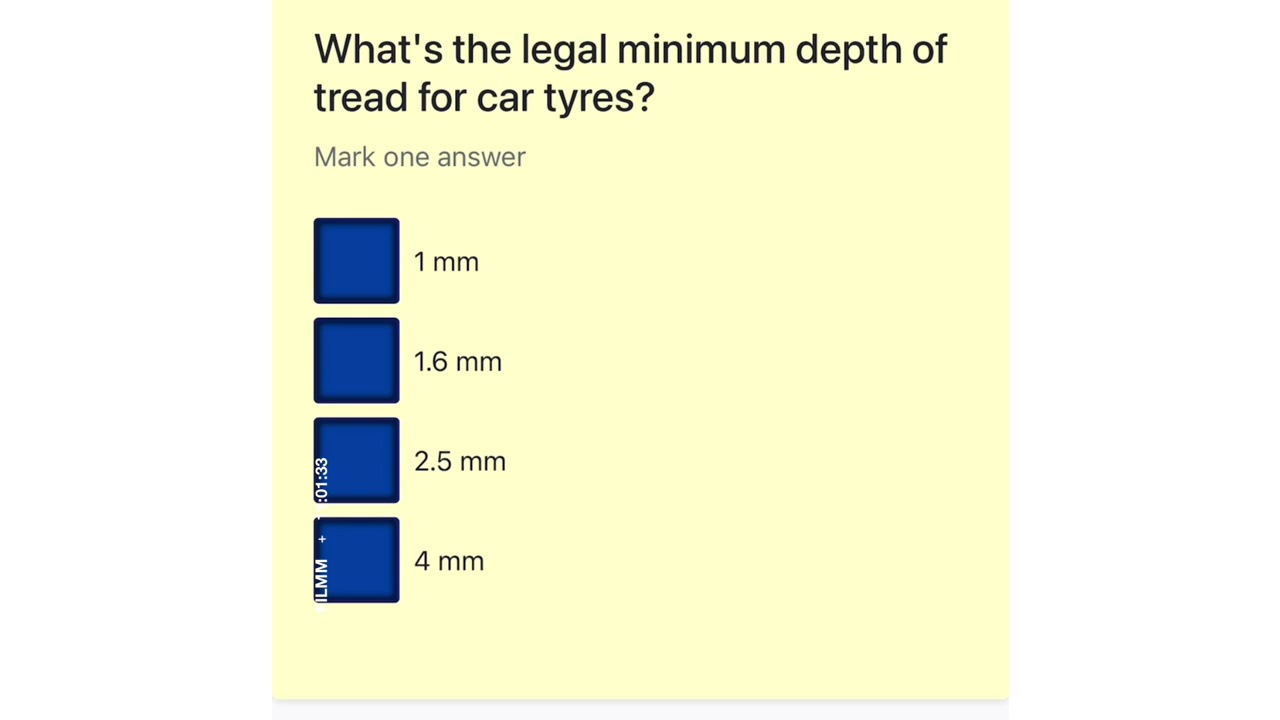 What's the legal minimum depth of
tread for car tyres?
Mark one answer
1 mm
1.6 mm
2.5 mm
4 mm